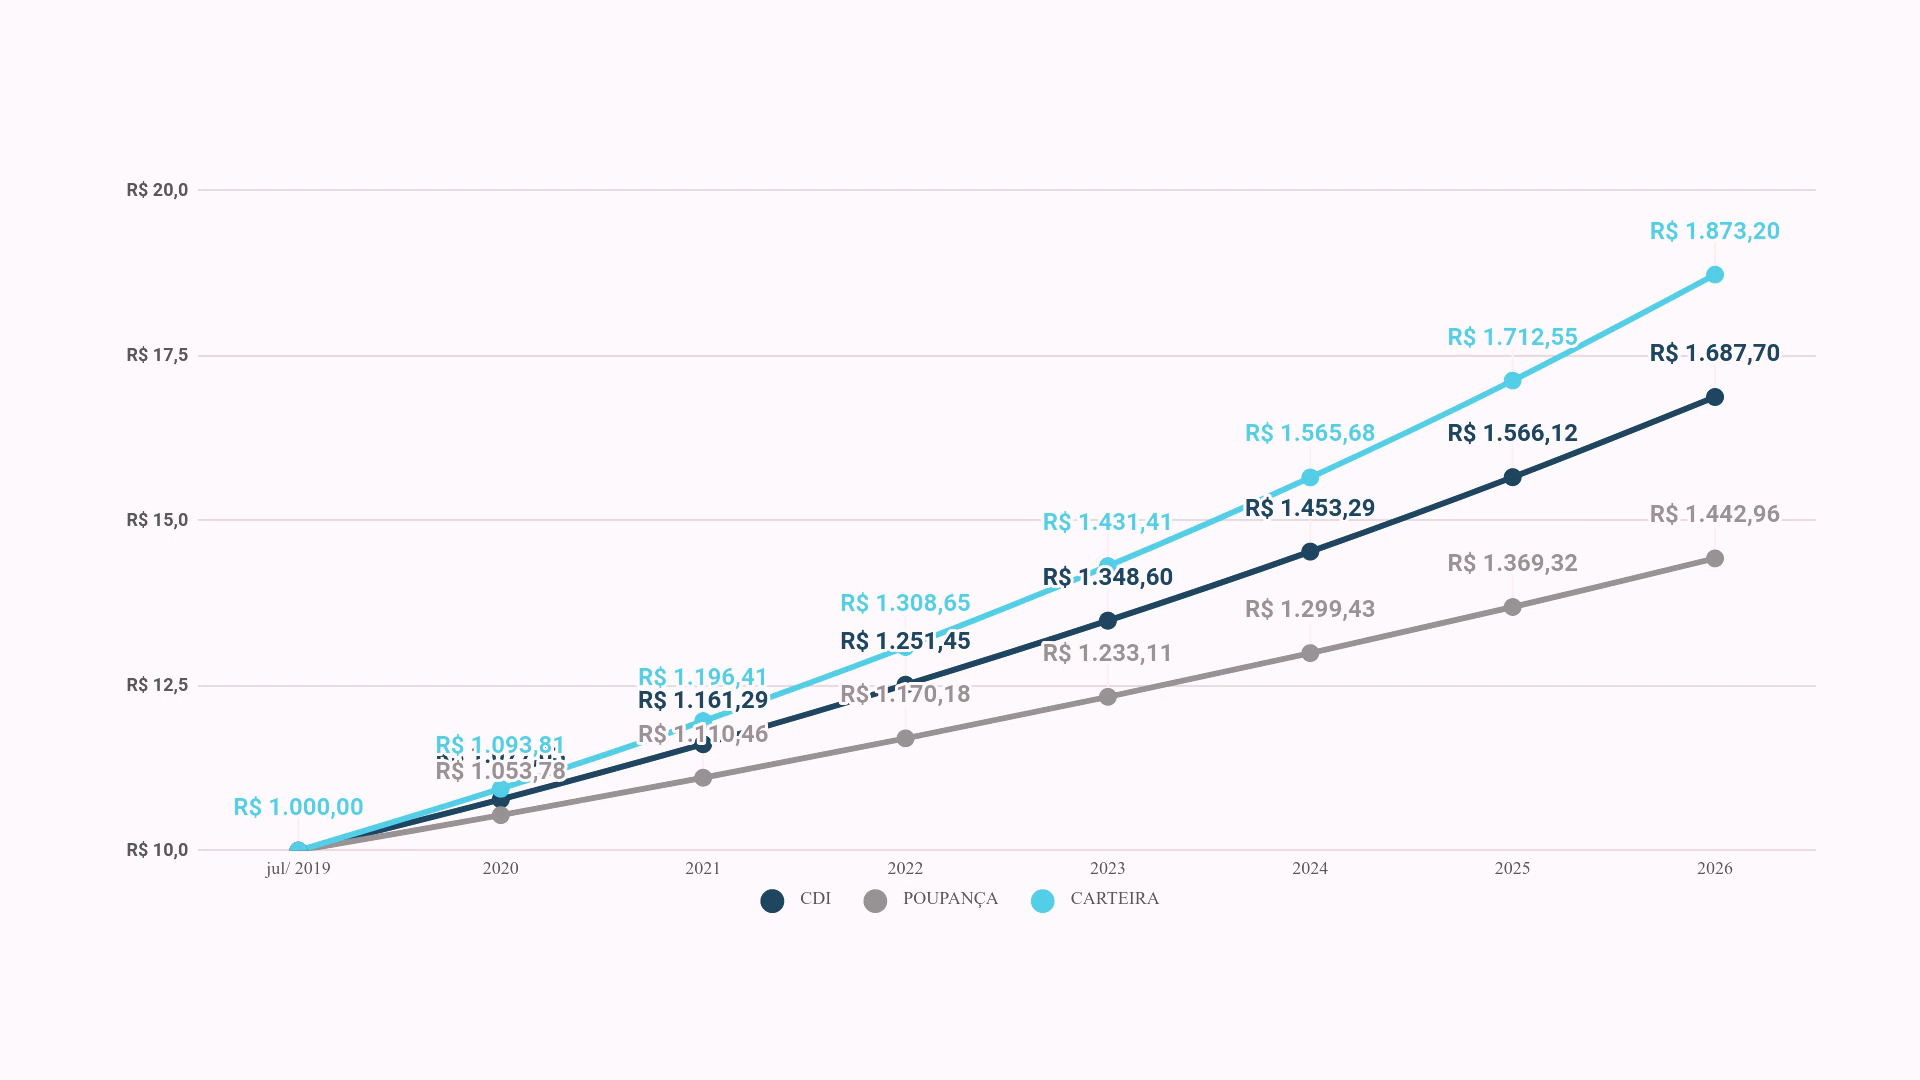 R$ 20,0
R$ 1.873,20
R$ 1.712,55
R$ 17,5
R$ 1.687,70
R$ 1.565,68
R$ 1.566,12
R$ 1.453,29
R$ 15,0
R$ 1.431,41
R$ 1.442,96
R$ 1.348,60
R$ 1.369,32
R$ 1.308,65
R$ 1.299,43
R$ 1.251,45
R$ 1.233,11
R$ 1.196,41
R$ 12,5
R$ 1.161,29
R$ 1.170,18
R$ 1.110,46
R$ 1.093,81
R$ 1.053,78
R$ 1.000,00
R$ 10,0
jul/ 2019 2020 2021 2022 2023 2024 2025 2026
CDI POUPANÇA CARTEIRA